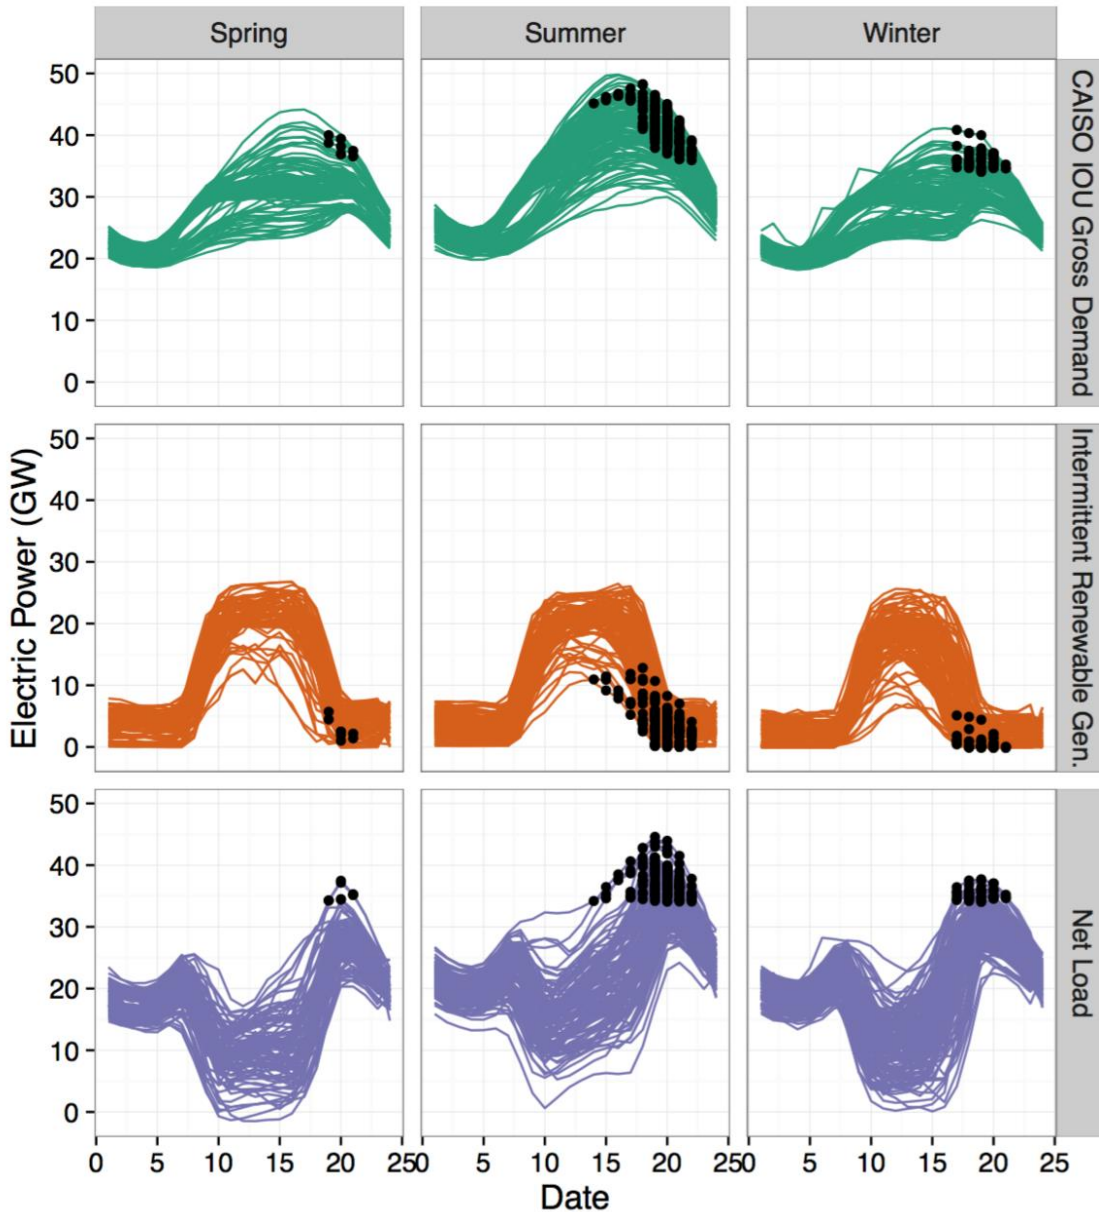 Spring Summer Winter
50
40
30
20
10
0
CAISO IOU Gross Demand
50
40
30
20
10
0
Intermittent Renewable Gen.
50
40
30
20
10
0
Net Load
Electric Power (GW)
0 5 10 15 20 25 0 5 10 15 20 25 0 5 10 15 20 25
Date